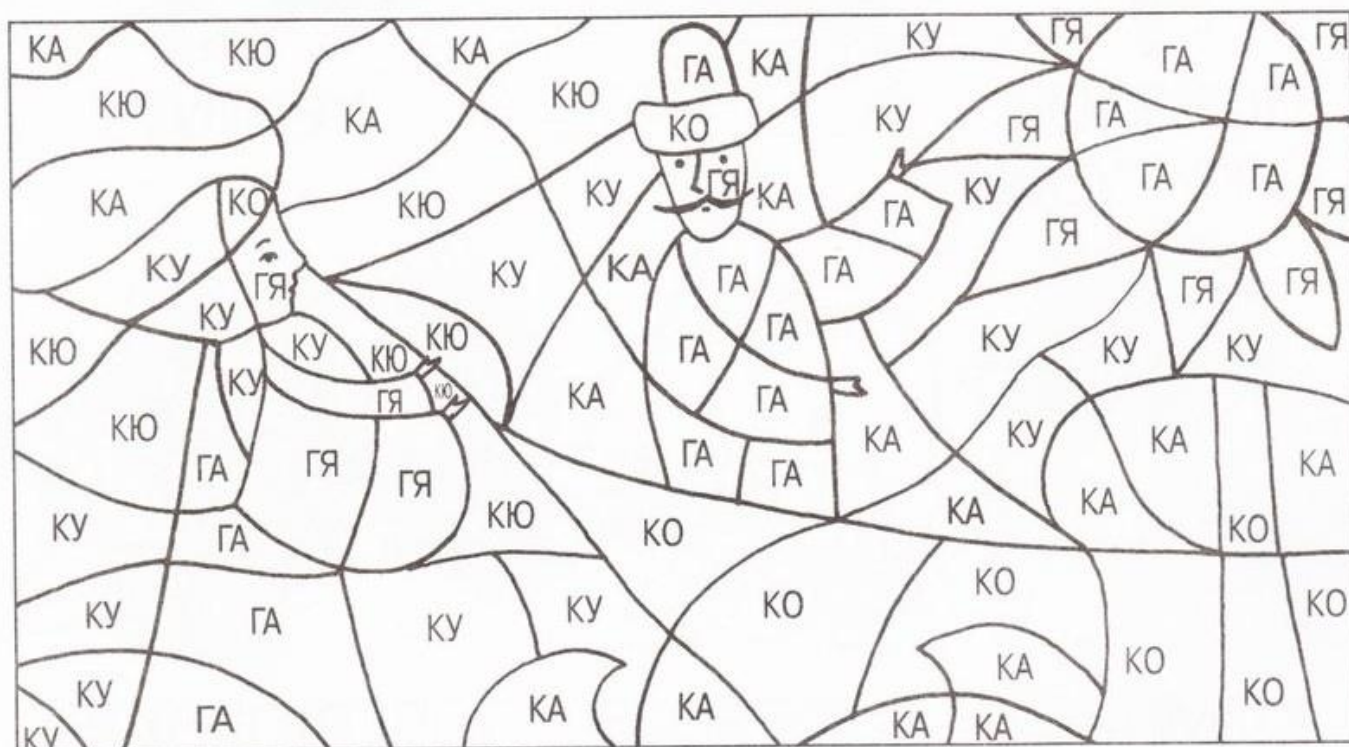 КА КЮ КА КА КУ ГЯ ГА ГЯ
КЮ КА КЮ ГА КО КУ ГЯ ГА ГА
КА КО КЮ КУ ГЯ КА ГА КУ ГЯ ГА ГА ГЯ
КУ ГЯ КУ КА ГА ГА КУ ГЯ ГЯ
КЮ КУ КУ КЮ КЮ ГА ГА КУ КУ КУ
КУ ГЯ КЮ КА ГА
КЮ ГА ГЯ ГЯ КА ГА КА КУ КА КА
КУ ГА КЮ КО ГА КА КА КО
КУ ГА КУ КУ КО КО КО
КУ КА КО КО
КУ ГА КА КА КА КА